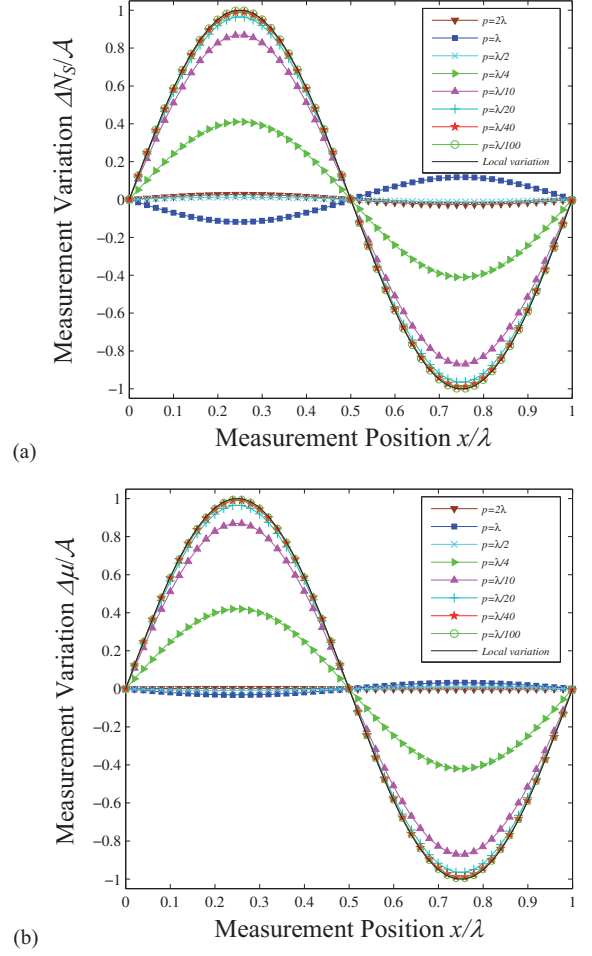 1
0.8
0.6
0.4
0.2
0
−0.2
−0.4
−0.6
−0.8
−1
Measurement Variation ΔN_S/𝒜
p=2λ
p=λ
p=λ/2
p=λ/4
p=λ/10
p=λ/20
p=λ/40
p=λ/100
Local variation
0 0.1 0.2 0.3 0.4 0.5 0.6 0.7 0.8 0.9 1
Measurement Position x/λ
(a)
1
0.8
0.6
0.4
0.2
0
−0.2
−0.4
−0.6
−0.8
−1
Measurement Variation Δμ/𝒜
p=2λ
p=λ
p=λ/2
p=λ/4
p=λ/10
p=λ/20
p=λ/40
p=λ/100
Local variation
0 0.1 0.2 0.3 0.4 0.5 0.6 0.7 0.8 0.9 1
Measurement Position x/λ
(b)